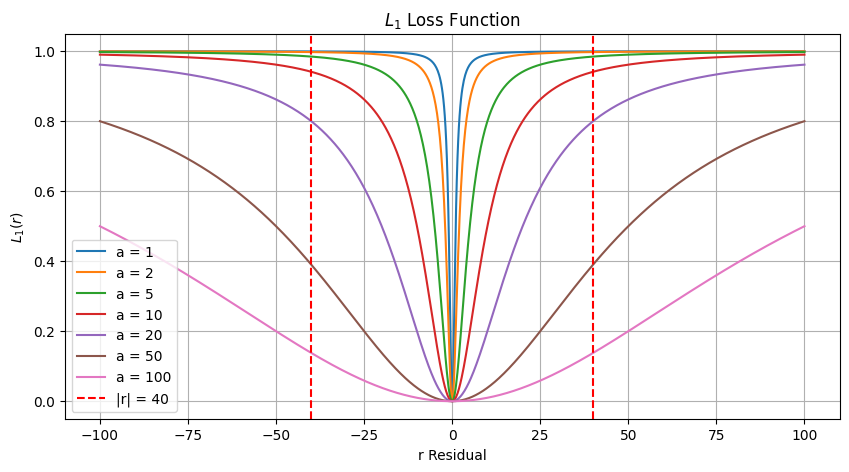 L₁ Loss Function
1.0
0.8
0.6
0.4
0.2
0.0
L₁(r)
a = 1
a = 2
a = 5
a = 10
a = 20
a = 50
a = 100
|r| = 40
−100 −75 −50 −25 0 25 50 75 100
r Residual